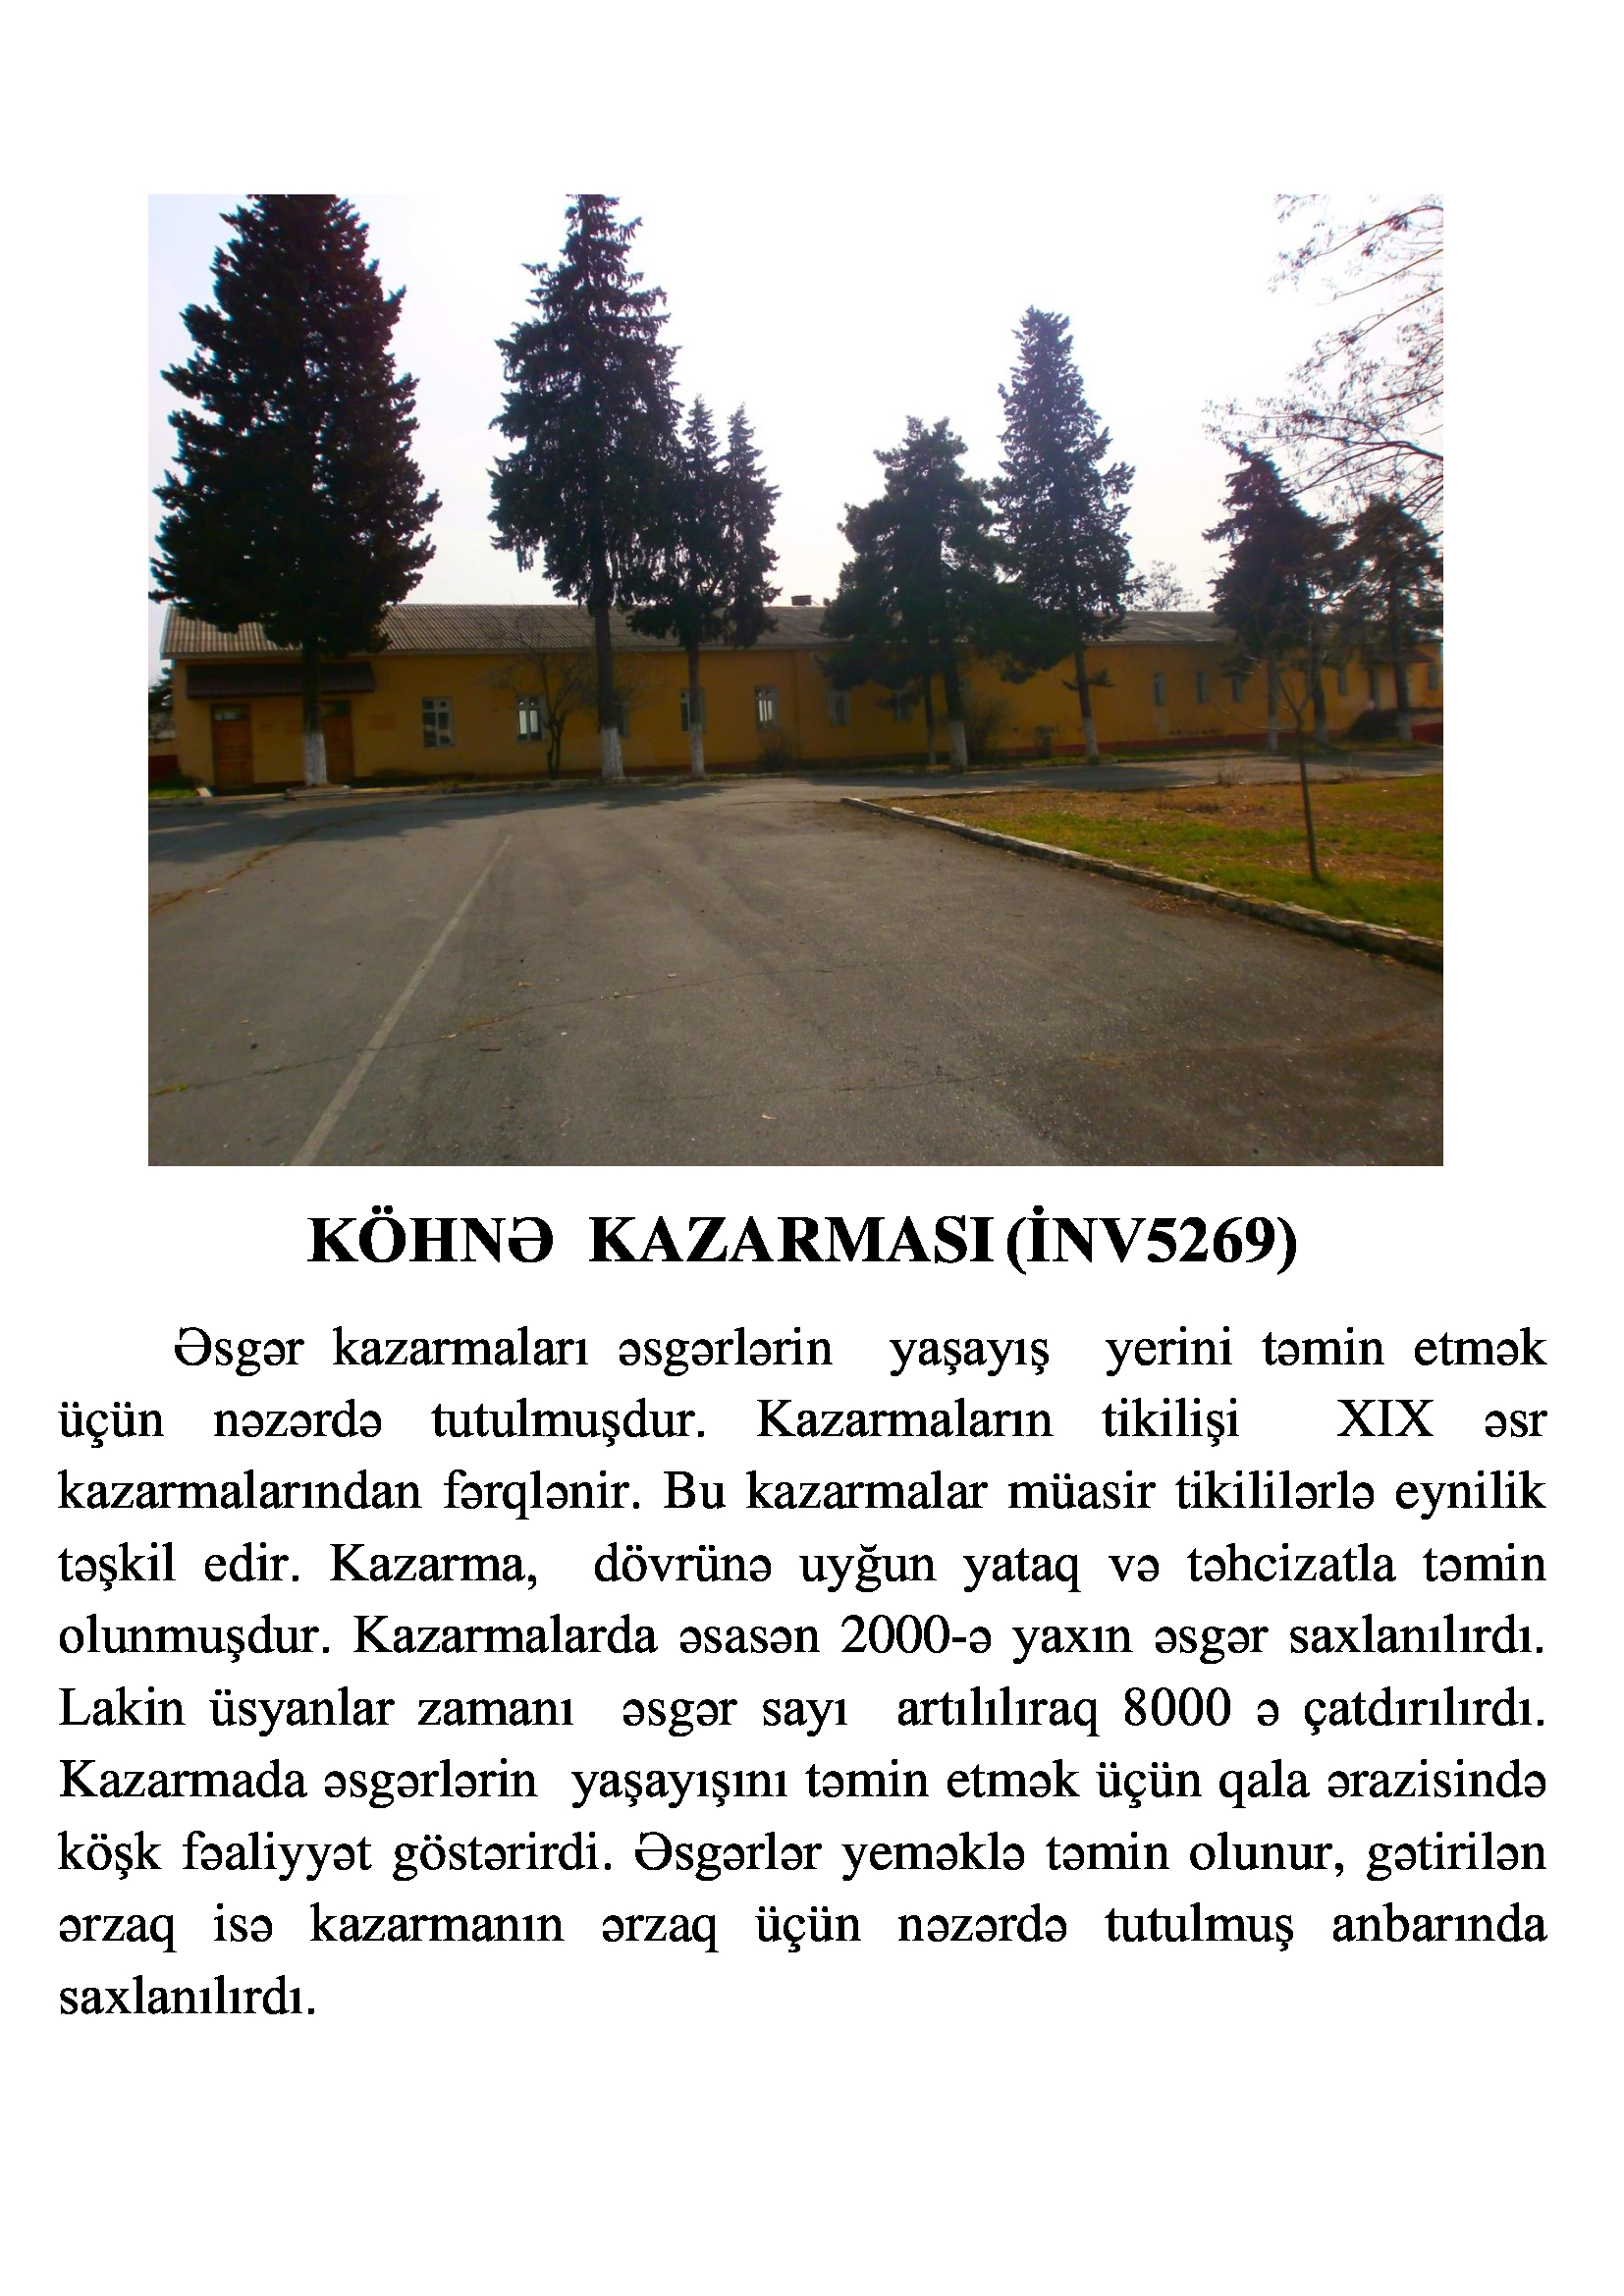 KÖHNƏ KAZARMASI (İNV5269)
Əsgər kazarmaları əsgərlərin yaşayış yerini təmin etmək
üçün nəzərdə tutulmuşdur. Kazarmaların tikilişi XIX əsr
kazarmalarından fərqlənir. Bu kazarmalar müasir tikililərlə eynilik
təşkil edir. Kazarma, dövrünə uyğun yataq və təhcizatla təmin
olunmuşdur. Kazarmalarda əsasən 2000-ə yaxın əsgər saxlanılırdı.
Lakin üsyanlar zamanı əsgər sayı artılılıraq 8000 ə çatdırılırdı.
Kazarmada əsgərlərin yaşayışını təmin etmək üçün qala ərazisində
köşk fəaliyyət göstərirdi. Əsgərlər yeməklə təmin olunur, gətirilən
ərzaq isə kazarmanın ərzaq üçün nəzərdə tutulmuş anbarında
saxlanılırdı.